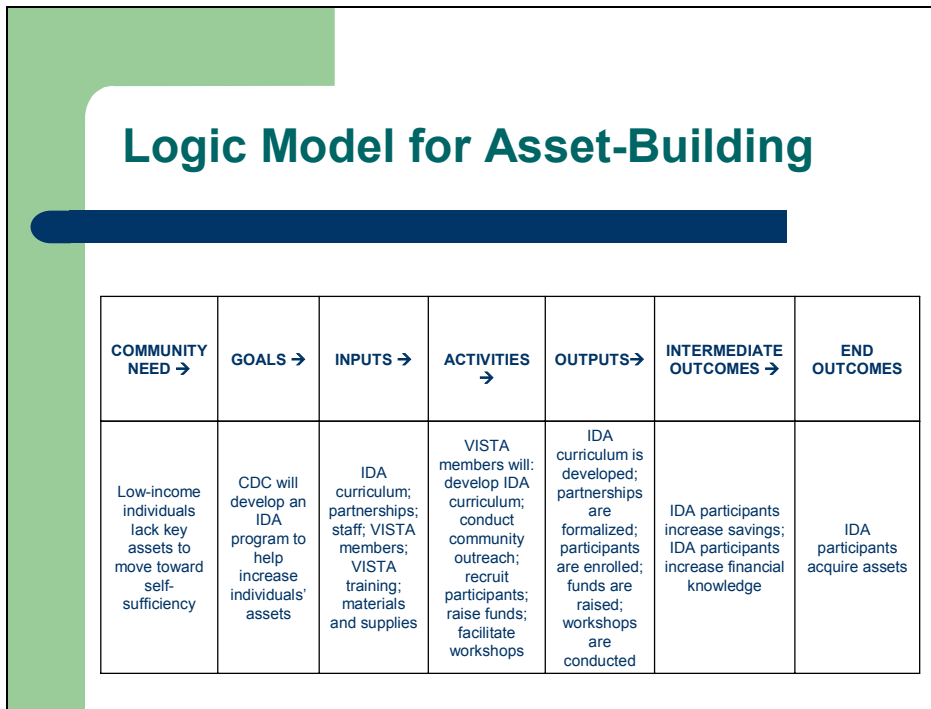 Logic Model for Asset-Building
COMMUNITY
NEED →
GOALS →
INPUTS →
ACTIVITIES
→
OUTPUTS→
INTERMEDIATE
OUTCOMES →
END
OUTCOMES
Low-income
individuals
lack key
assets to
move toward
self-
sufficiency
CDC will
develop an
IDA
program to
help
increase
individuals’
assets
IDA
curriculum;
partnerships;
staff; VISTA
members;
VISTA
training;
materials
and supplies
VISTA
members will:
develop IDA
curriculum;
conduct
community
outreach;
recruit
participants;
raise funds;
facilitate
workshops
IDA
curriculum is
developed;
partnerships
are
formalized;
participants
are enrolled;
funds are
raised;
workshops
are
conducted
IDA participants
increase savings;
IDA participants
increase financial
knowledge
IDA
participants
acquire assets